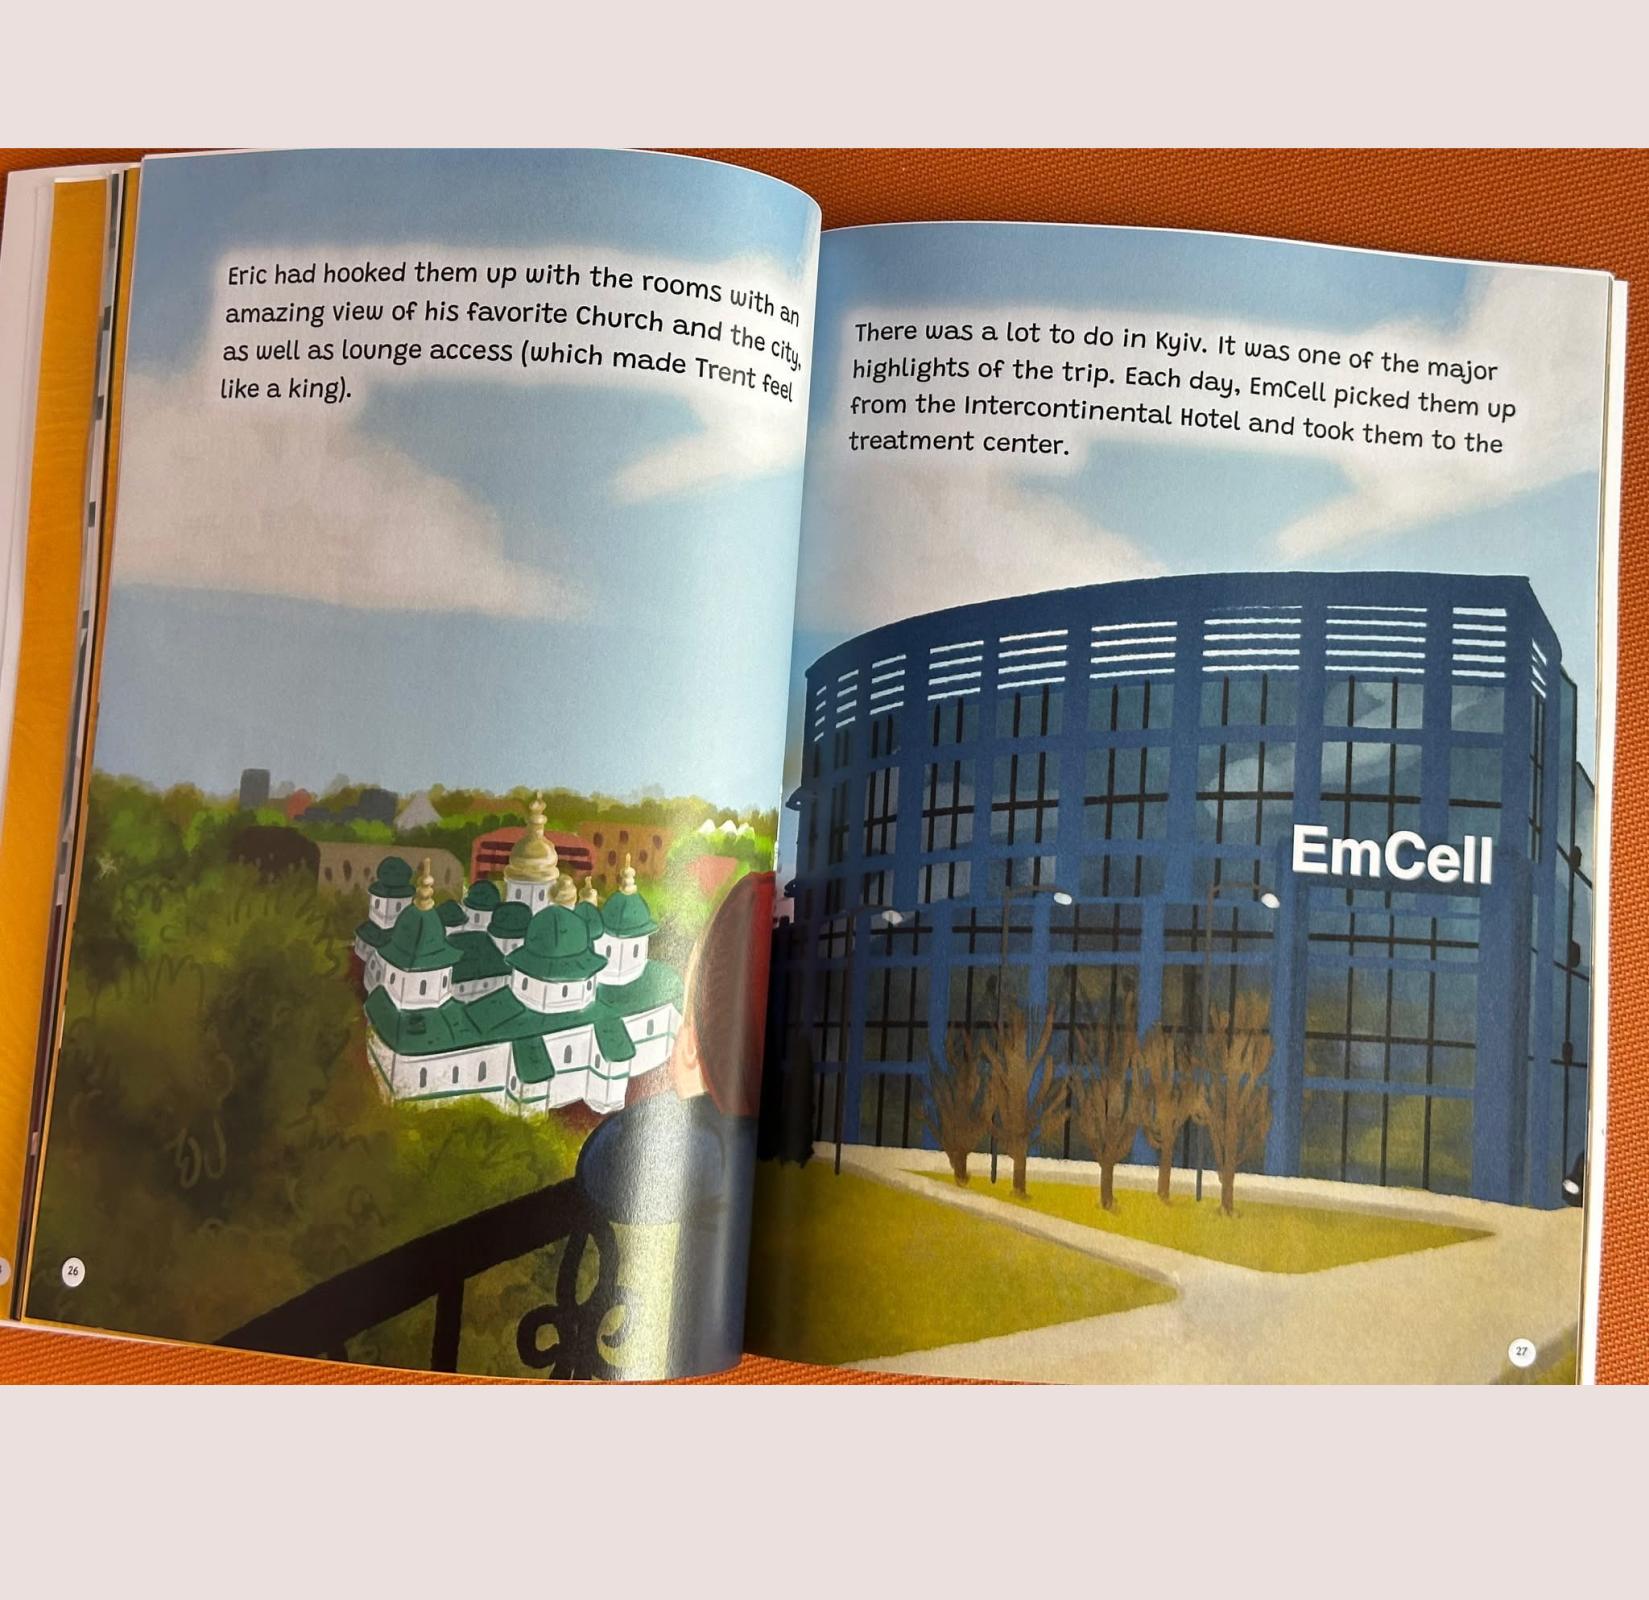 Eric had hooked them up with the rooms with an
amazing view of his favorite Church and the city,
as well as lounge access (which made Trent feel
like a king).
26
There was a lot to do in Kyiv. It was one of the major
highlights of the trip. Each day, EmCell picked them up
from the Intercontinental Hotel and took them to the
treatment center.
EmCell
27